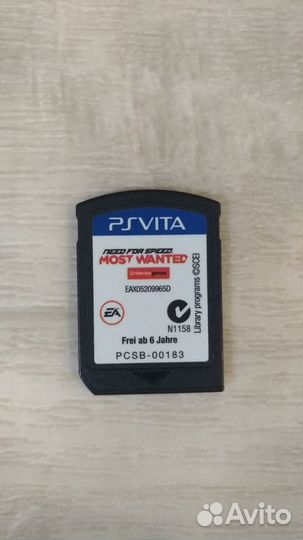 PSVITA
NEED FOR SPEED
MOST WANTED
Criterion games
EAX05209965D
EA
N1158
Library programs ©SCEI
Frei ab 6 Jahre
PCSB-00183
Avito